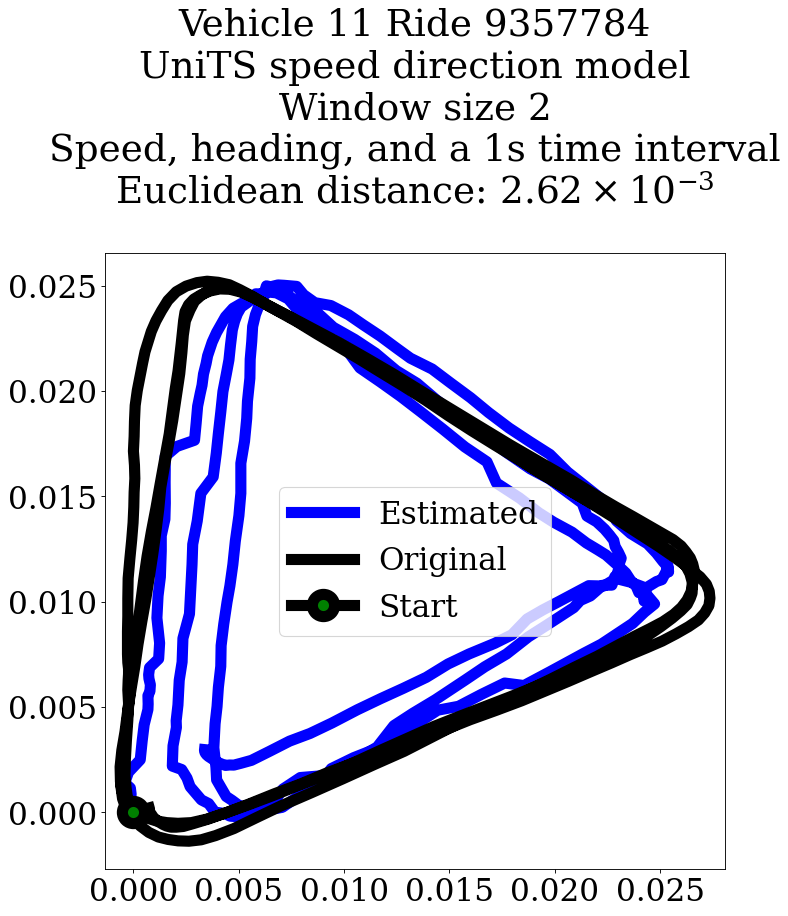 Vehicle 11 Ride 9357784
UniTS speed direction model
Window size 2
Speed, heading, and a 1s time interval
Euclidean distance: 2.62 × 10⁻³
0.025
0.020
0.015
0.010
0.005
0.000
Estimated
Original
Start
0.000 0.005 0.010 0.015 0.020 0.025